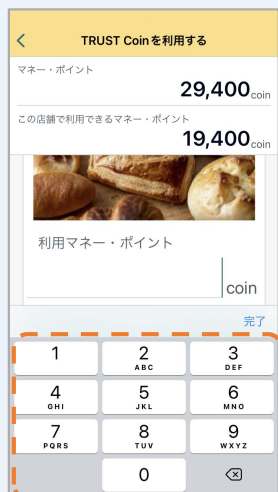 TRUST Coinを利用する
マネー・ポイント
29,400coin
この店舗で利用できるマネー・ポイント
19,400coin
利用マネー・ポイント
coin
完了
1 2 3
ABC DEF
4 5 6
GHI JKL MNO
7 8 9
PQRS TUV WXYZ
0